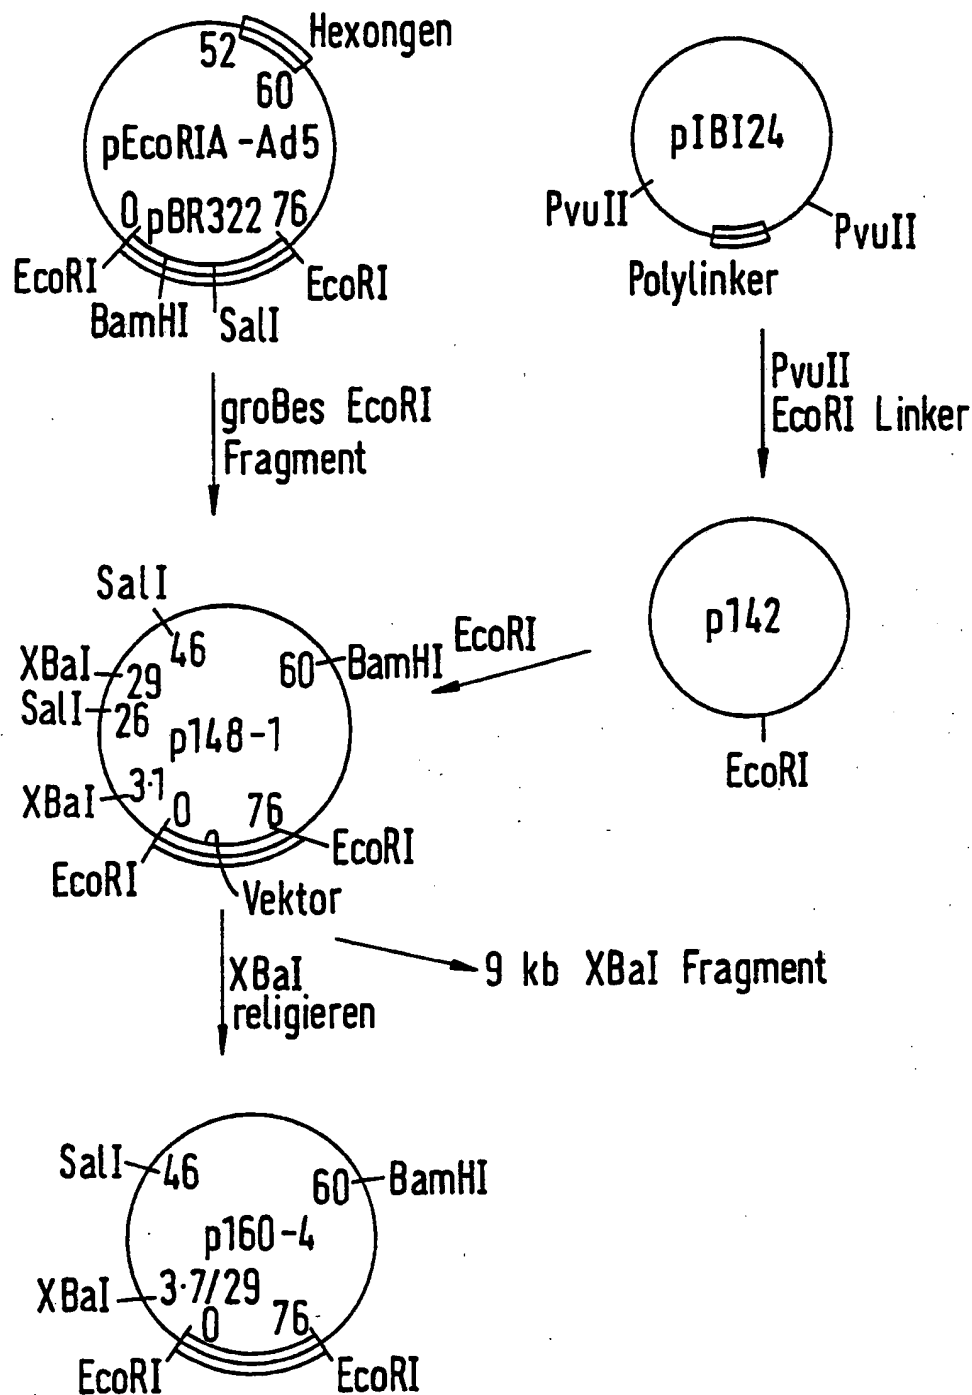 Hexongen
52
60
pEcoRIA-Ad5
0 pBR322 76
EcoRI
EcoRI
BamHI
SalI
pIBI24
PvuII
PvuII
Polylinker
großes EcoRI
Fragment
PvuII
EcoRI Linker
p142
EcoRI
EcoRI
SalI
46
XBaI
29
60
BamHI
SalI
26
p148-1
XBaI
3·1
0
76
EcoRI
EcoRI
Vektor
XBaI
religieren
9 kb XBaI Fragment
SalI
46
60
BamHI
p160-4
XBaI
3·7/29
0
76
EcoRI
EcoRI